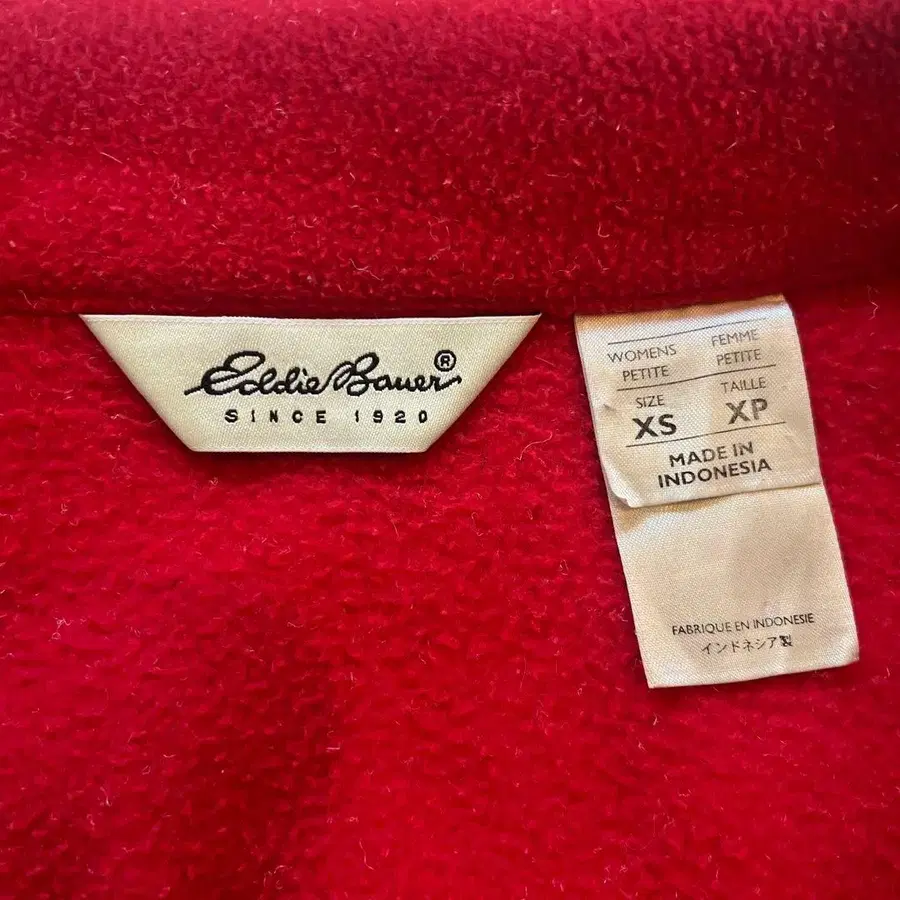 Eddie Bauer®
SINCE 1920
WOMENS FEMME
PETITE PETITE
SIZE TAILLE
XS XP
MADE IN
INDONESIA
FABRIQUE EN INDONESIE
インドネシア製